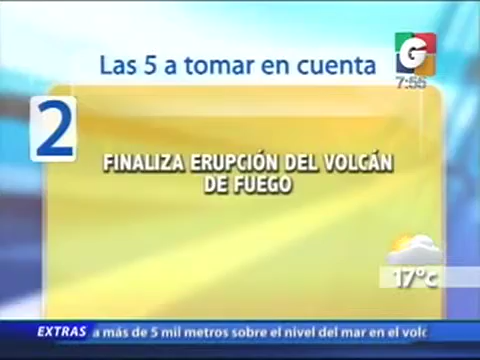 Las 5 a tomar en cuenta
G
7:55
2
FINALIZA ERUPCIÓN DEL VOLCÁN
DE FUEGO
17°C
EXTRAS
a más de 5 mil metros sobre el nivel del mar en el volc